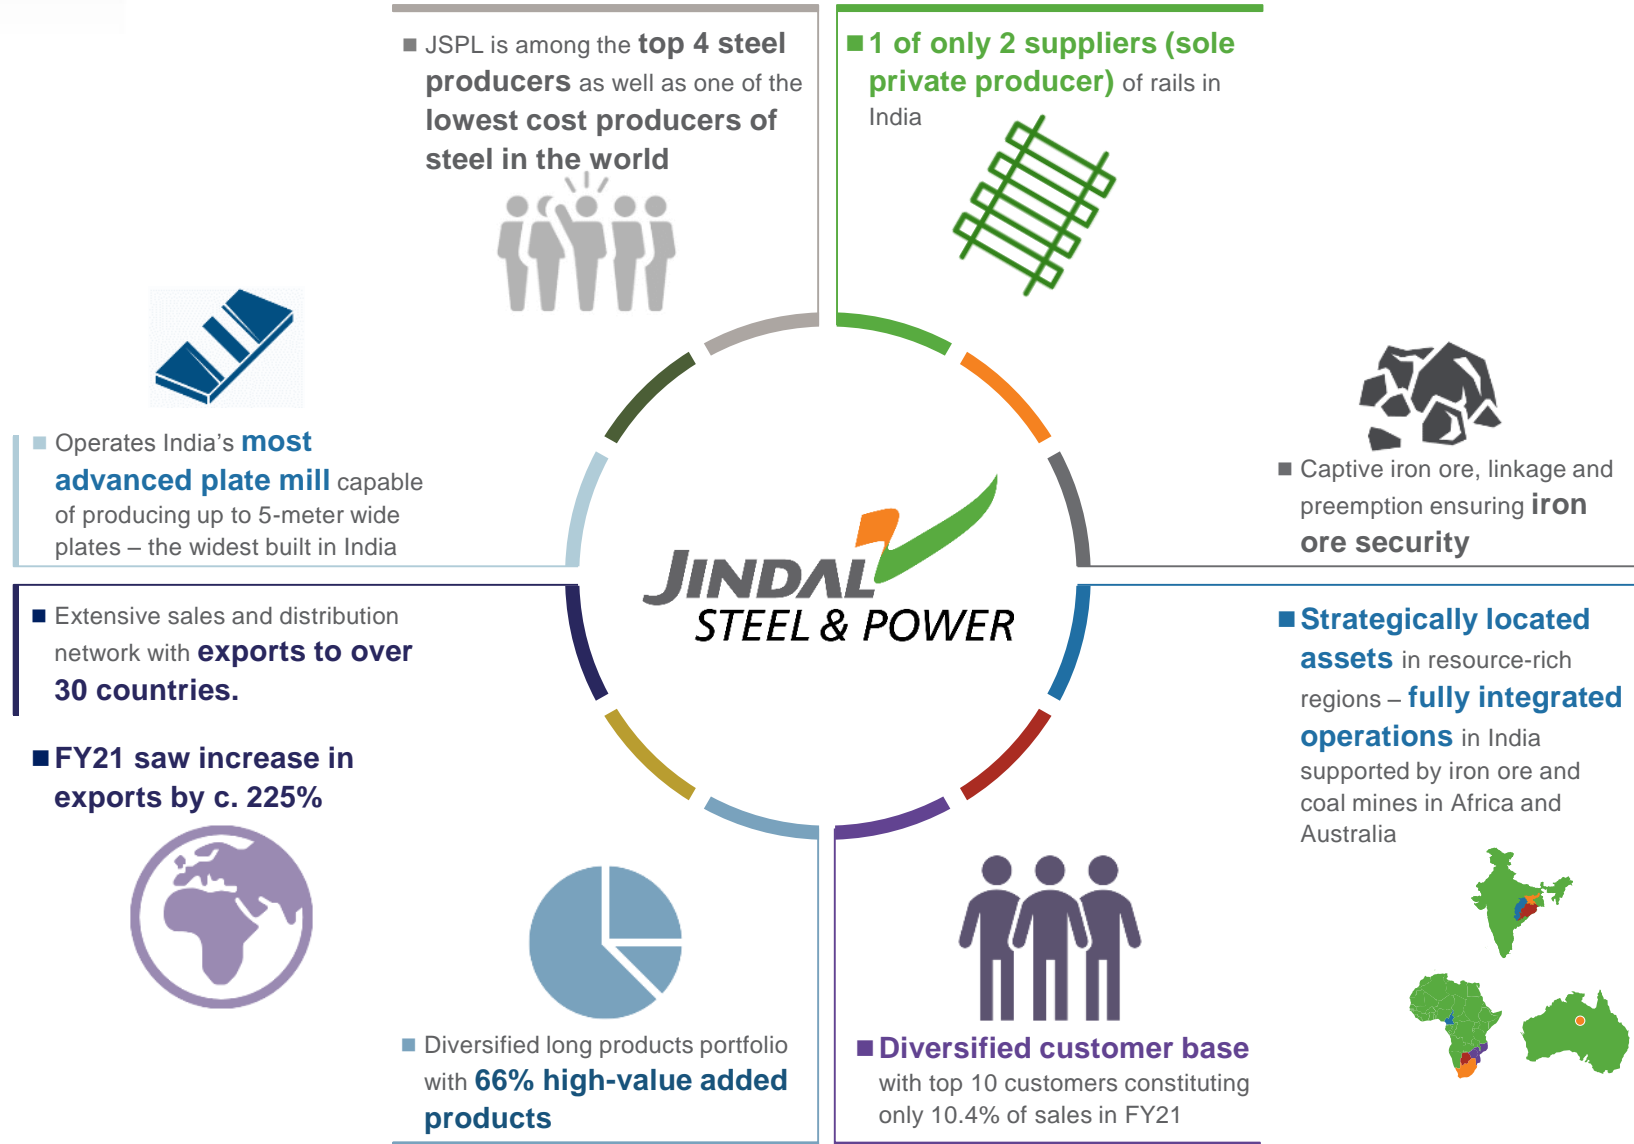 ■ JSPL is among the top 4 steel
producers as well as one of the
lowest cost producers of
steel in the world
■ 1 of only 2 suppliers (sole
private producer) of rails in
India
■ Operates India’s most
advanced plate mill capable
of producing up to 5-meter wide
plates – the widest built in India
■ Captive iron ore, linkage and
preemption ensuring iron
ore security
JINDAL
STEEL & POWER
■ Extensive sales and distribution
network with exports to over
30 countries.
■ FY21 saw increase in
exports by c. 225%
■ Strategically located
assets in resource-rich
regions – fully integrated
operations in India
supported by iron ore and
coal mines in Africa and
Australia
■ Diversified long products portfolio
with 66% high-value added
products
■ Diversified customer base
with top 10 customers constituting
only 10.4% of sales in FY21